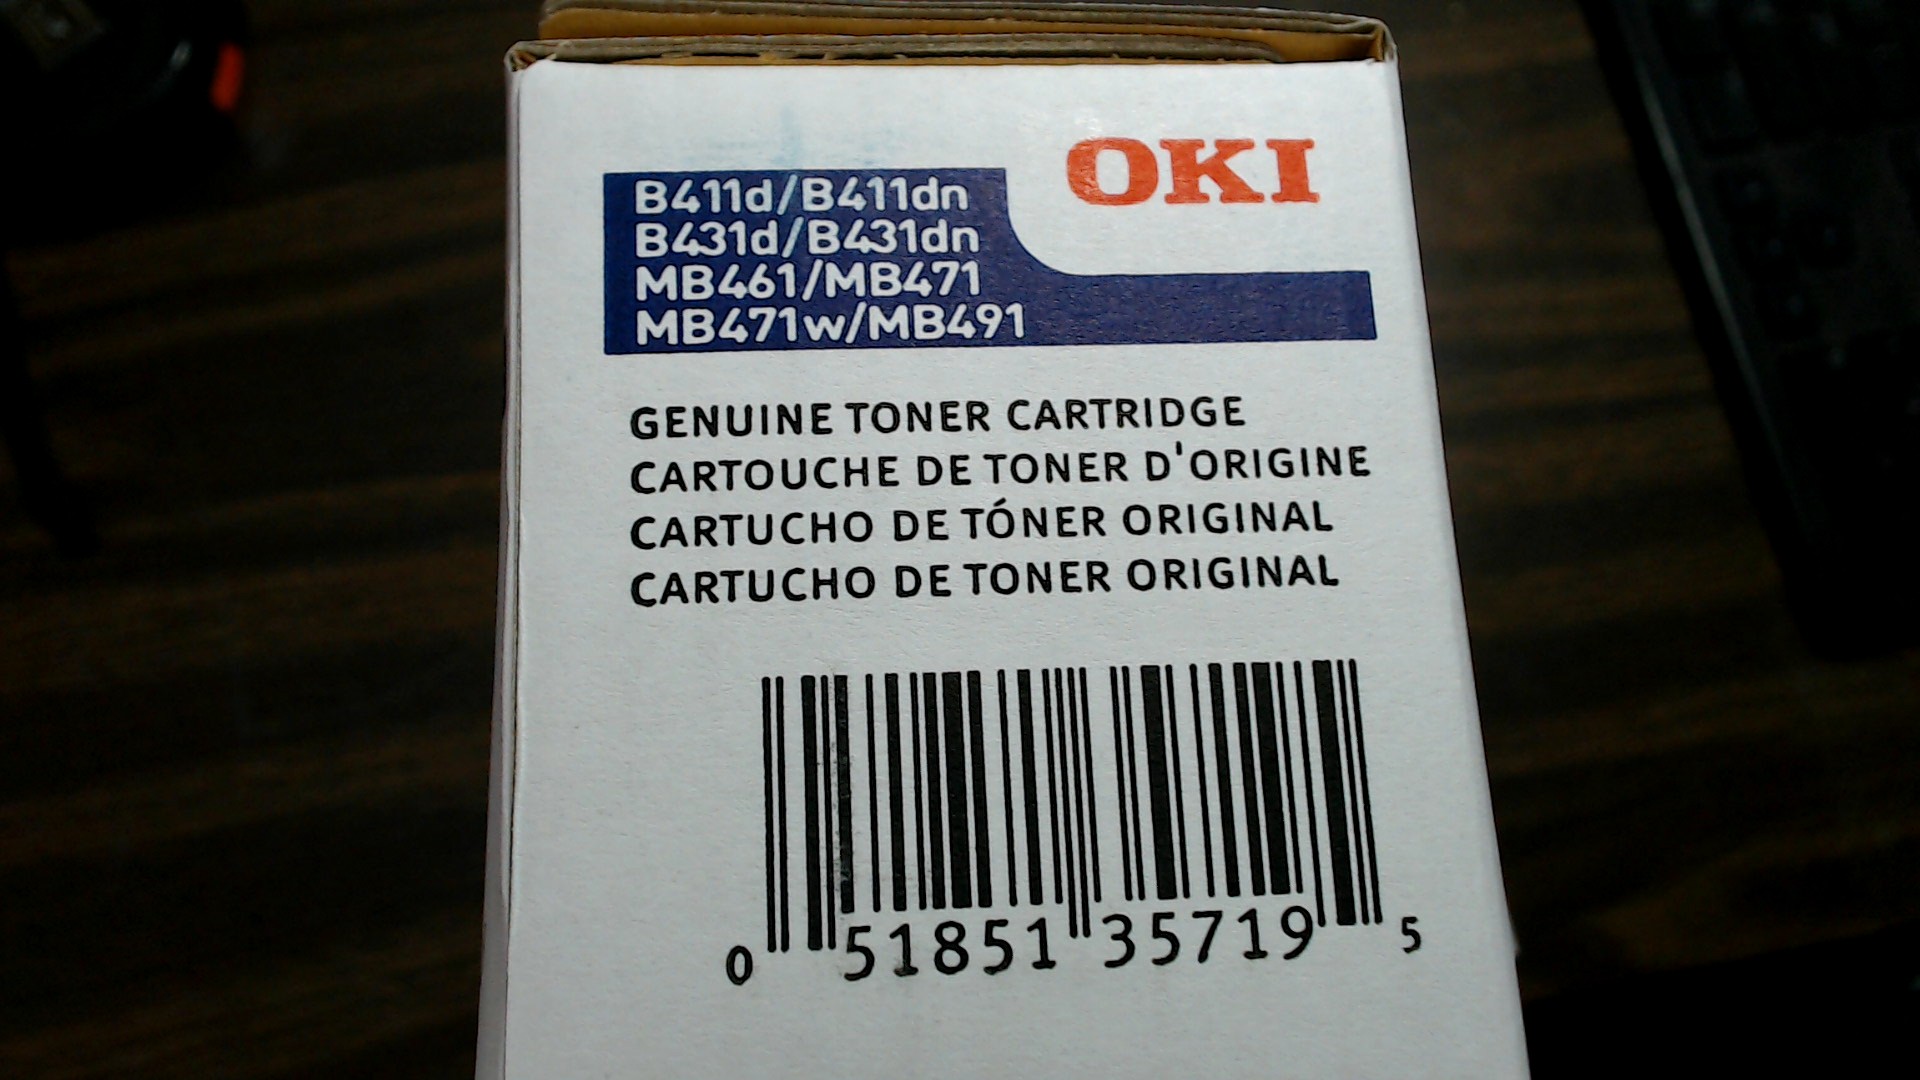 OKI
B411d/B411dn
B431d/B431dn
MB461/MB471
MB471w/MB491
GENUINE TONER CARTRIDGE
CARTOUCHE DE TONER D'ORIGINE
CARTUCHO DE TÓNER ORIGINAL
CARTUCHO DE TONER ORIGINAL
0 51851 35719 5